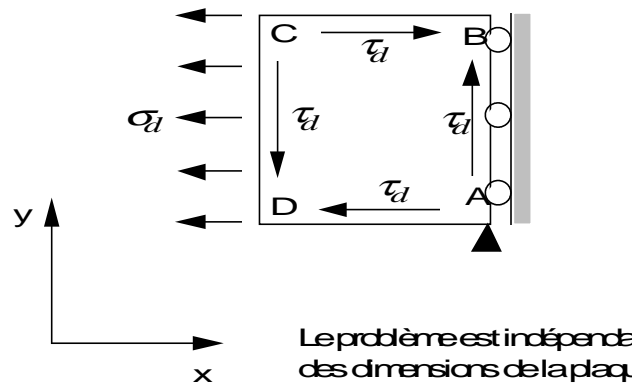 C τd B
σd τd τd
D τd A
y
x
Le problème est indépenda
des dimensions de la plaqu